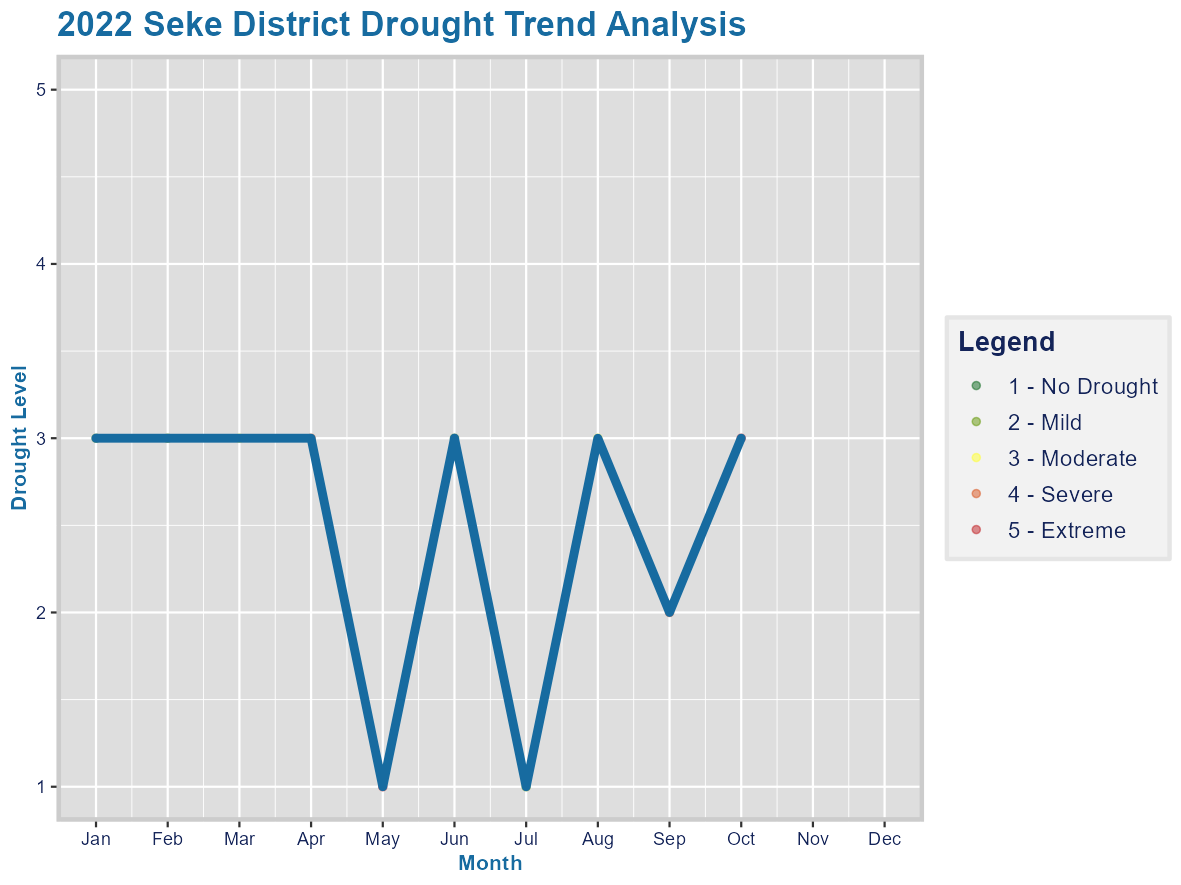 2022 Seke District Drought Trend Analysis
5
4
3
2
1
Drought Level
Jan Feb Mar Apr May Jun Jul Aug Sep Oct Nov Dec
Month
Legend
1 - No Drought
2 - Mild
3 - Moderate
4 - Severe
5 - Extreme